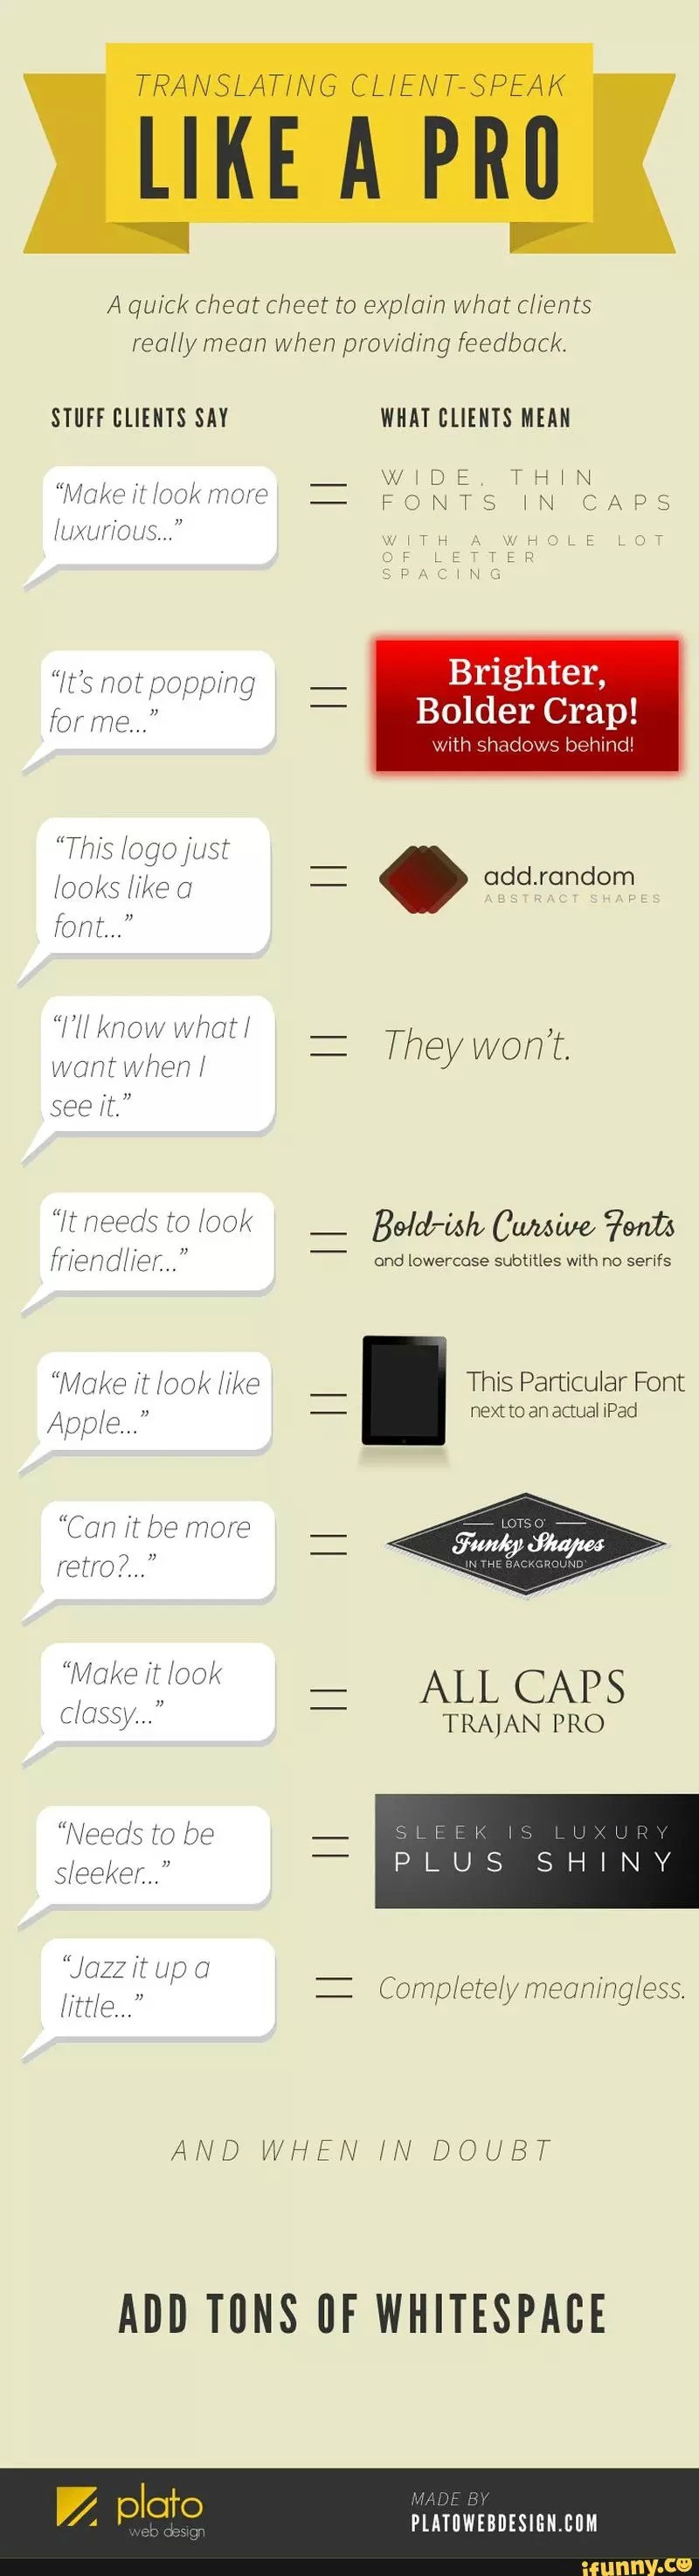 TRANSLATING CLIENT-SPEAK
LIKE A PRO
A quick cheat cheet to explain what clients
really mean when providing feedback.
STUFF CLIENTS SAY
WHAT CLIENTS MEAN
“Make it look more
luxurious...”
=
WIDE, THIN
FONTS IN CAPS
WITH A WHOLE LOT
OF LETTER
SPACING
“It’s not popping
for me...”
=
Brighter,
Bolder Crap!
with shadows behind!
“This logo just
looks like a
font...”
=
add.random
ABSTRACT SHAPES
“I’ll know what I
want when I
see it.”
=
They won’t.
“It needs to look
friendlier...”
=
Bold-ish Cursive Fonts
and lowercase subtitles with no serifs
“Make it look like
Apple...”
=
This Particular Font
next to an actual iPad
“Can it be more
retro?...”
=
LOTS O'
Funky Shapes
IN THE BACKGROUND
“Make it look
classy...”
=
ALL CAPS
TRAJAN PRO
“Needs to be
sleeker...”
=
SLEEK IS LUXURY
PLUS SHINY
“Jazz it up a
little...”
=
Completely meaningless.
AND WHEN IN DOUBT
ADD TONS OF WHITESPACE
plato
web design
MADE BY
PLATOWEBDESIGN.COM
ifunny.co